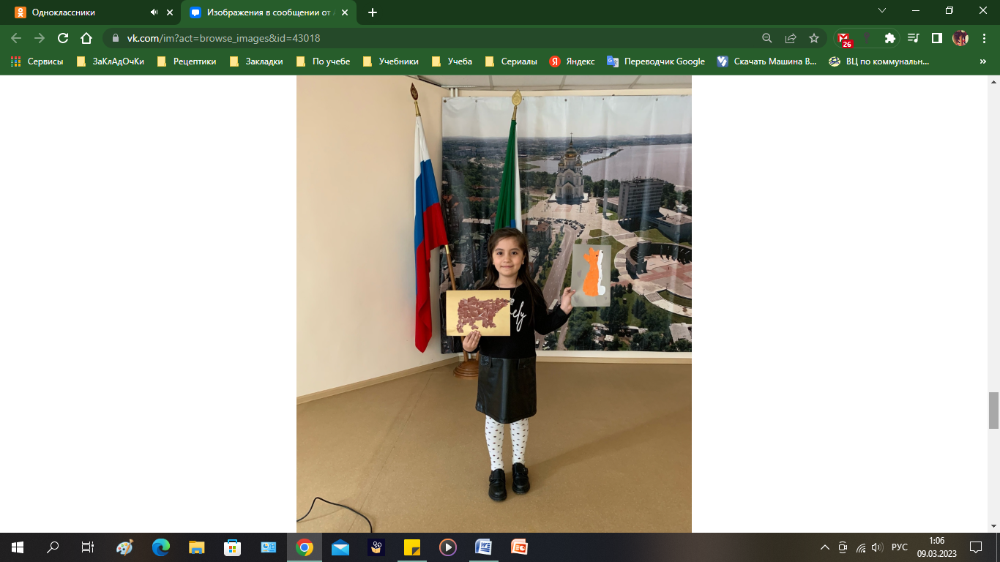 Одноклассники
Изображения в сообщении от
vk.com/im?act=browse_images&id=43018
26
Сервисы
ЗаКлАдОчКи
Рецептики
Закладки
По учебе
Учебники
Учеба
Сериалы
Яндекс
Переводчик Google
Скачать Машина В...
ВЦ по коммунальн...
»
РУС
1:06
09.03.2023